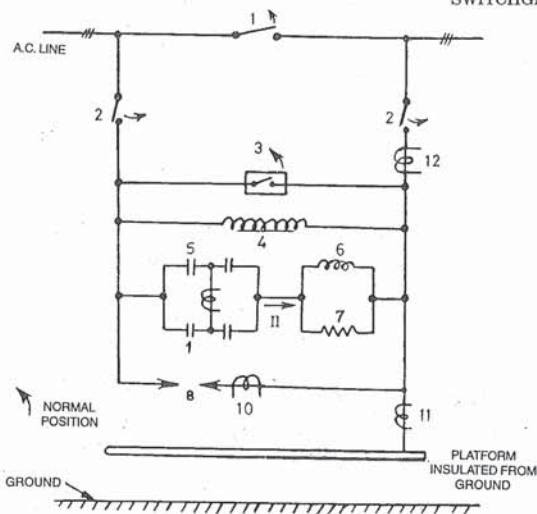 SWITCHGE
1
A.C. LINE
2
2
12
3
4
5
6
II
7
1
8
10
11
NORMAL
POSITION
PLATFORM
INSULATED FROM
GROUND
GROUND